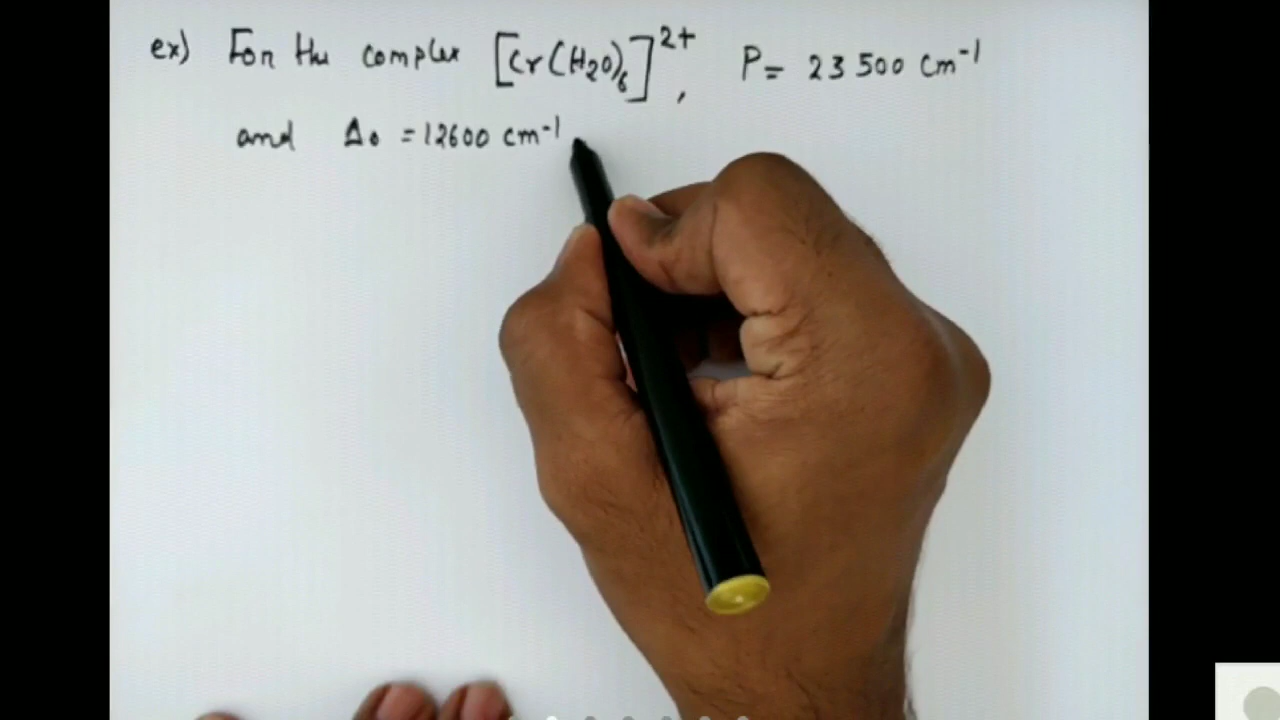 ex) For the complex [Cr(H2O)6]2+, P= 23500 cm-1
and Δo =12600 cm-1